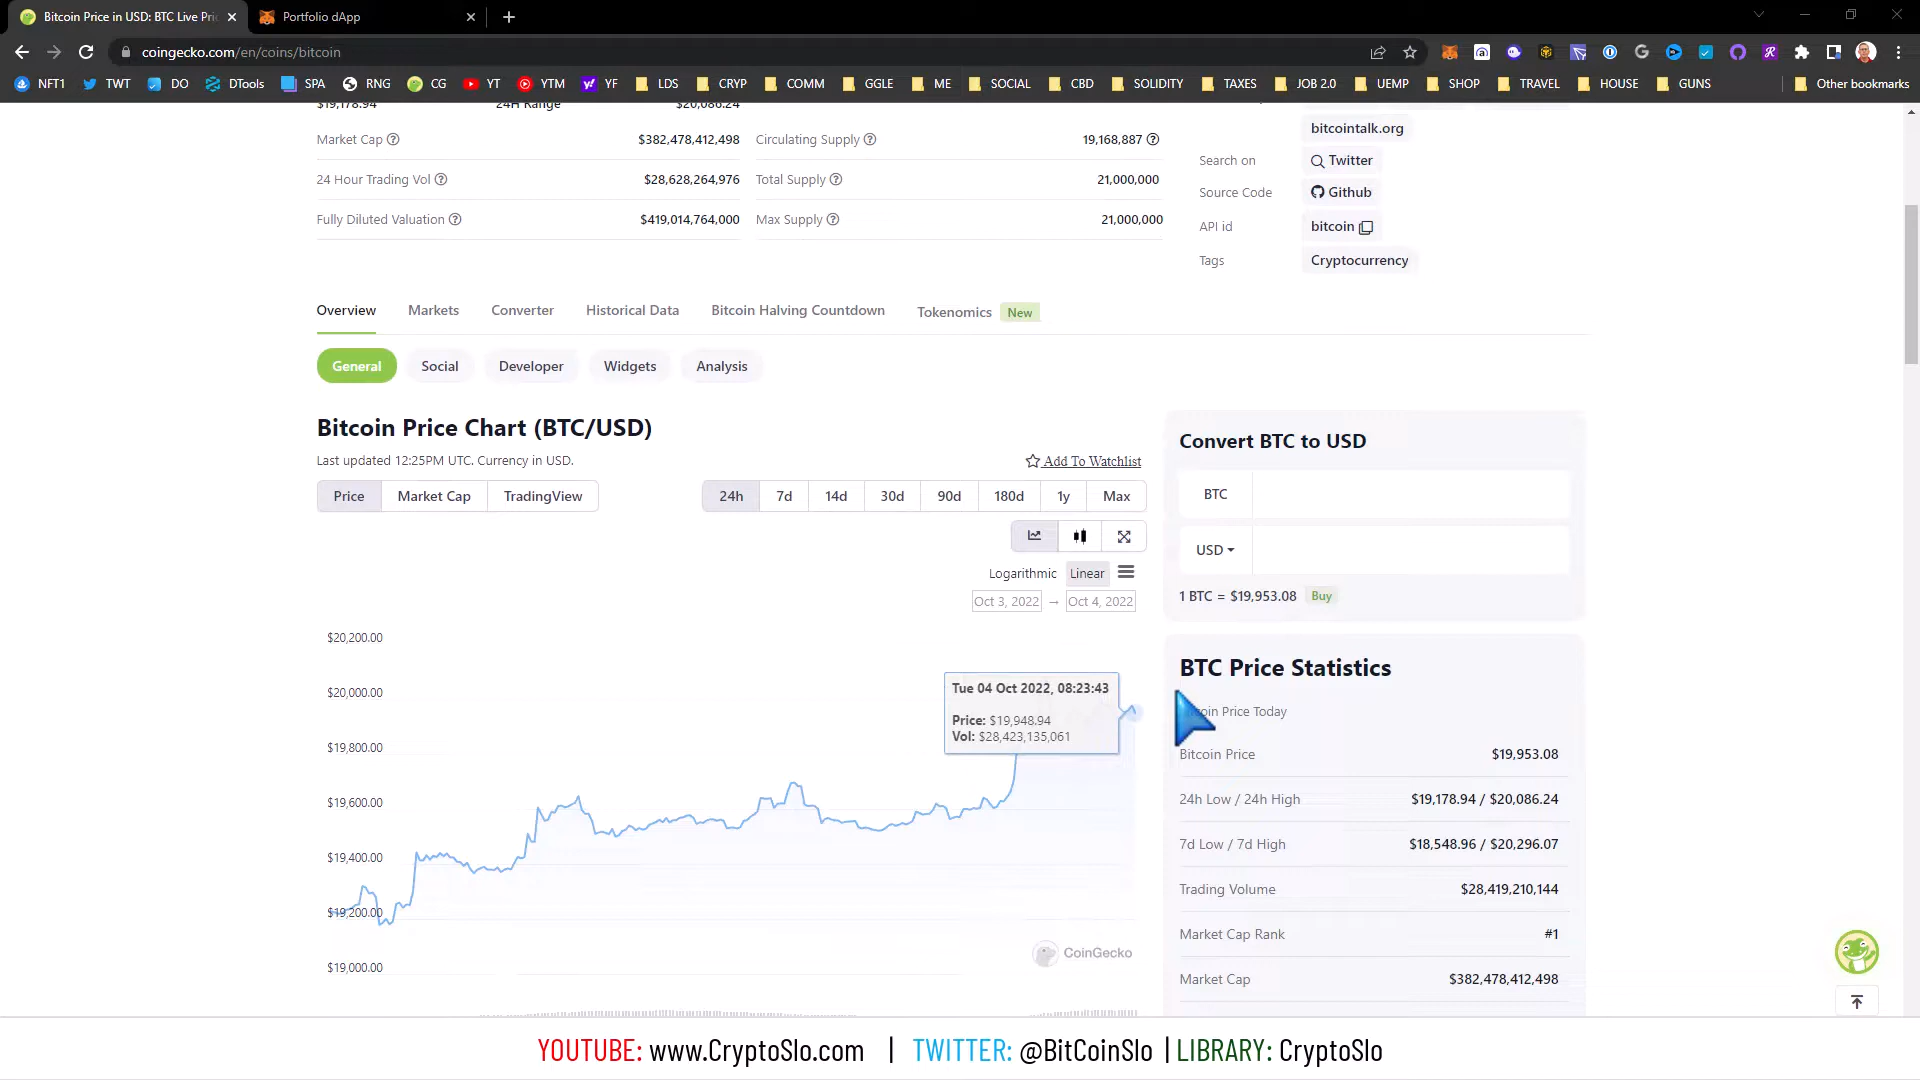 Bitcoin Price in USD: BTC Live Pri
Portfolio dApp
coingecko.com/en/coins/bitcoin
NFT1 TWT DO DTools SPA RNG CG YT YTM YF LDS CRYP COMM GGLE ME SOCIAL CBD SOLIDITY TAXES JOB 2.0 UEMP SHOP TRAVEL HOUSE GUNS Other bookmarks
$19,178.94 24H Range $20,086.24
Market Cap $382,478,412,498 Circulating Supply 19,168,887
24 Hour Trading Vol $28,628,264,976 Total Supply 21,000,000
Fully Diluted Valuation $419,014,764,000 Max Supply 21,000,000
bitcointalk.org
Search on Twitter
Source Code Github
API id bitcoin
Tags Cryptocurrency
Overview Markets Converter Historical Data Bitcoin Halving Countdown Tokenomics New
General Social Developer Widgets Analysis
Bitcoin Price Chart (BTC/USD)
Last updated 12:25PM UTC. Currency in USD.
Add To Watchlist
Price Market Cap TradingView
24h 7d 14d 30d 90d 180d 1y Max
Logarithmic Linear
Oct 3, 2022 → Oct 4, 2022
$20,200.00
$20,000.00
$19,800.00
$19,600.00
$19,400.00
$19,200.00
$19,000.00
Tue 04 Oct 2022, 08:23:43
Price: $19,948.94
Vol: $28,423,135,061
CoinGecko
Convert BTC to USD
BTC
USD
1 BTC = $19,953.08 Buy
BTC Price Statistics
Price Today
Bitcoin Price $19,953.08
24h Low / 24h High $19,178.94 / $20,086.24
7d Low / 7d High $18,548.96 / $20,296.07
Trading Volume $28,419,210,144
Market Cap Rank #1
Market Cap $382,478,412,498
YOUTUBE: www.CryptoSlo.com | TWITTER: @BitCoinSlo | LIBRARY: CryptoSlo